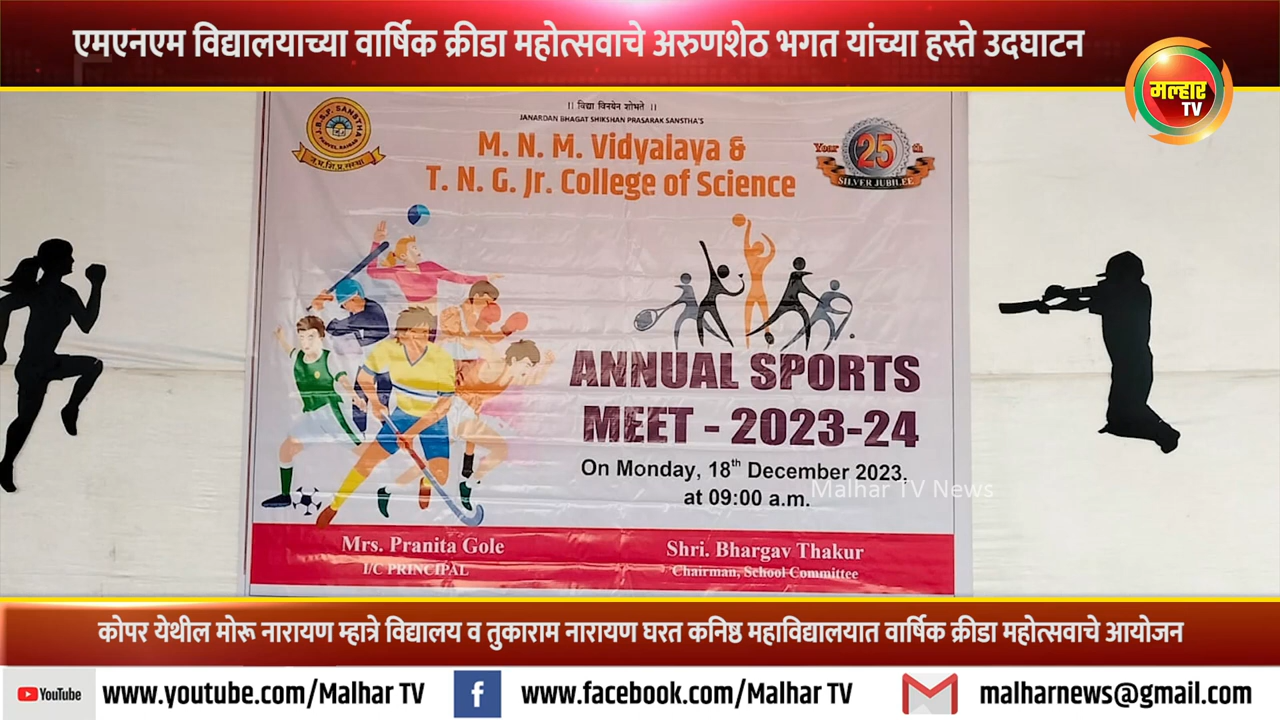 एमएनएम विद्यालयाच्या वार्षिक क्रीडा महोत्सवाचे अरुणशेठ भगत यांच्या हस्ते उदघाटन
मल्हार
TV
।। विद्या विनयेन शोभते ।।
JANARDAN BHAGAT SHIKSHAN PRASARAK SANSTHA'S
M. N. M. Vidyalaya &
T. N. G. Jr. College of Science
J.B.S.P. SANSTHA
ज.भ.शि.प्र.संस्था
Year 25 th
SILVER JUBILEE
ANNUAL SPORTS
MEET - 2023-24
On Monday, 18th December 2023,
at 09:00 a.m.
Malhar TV News
Mrs. Pranita Gole
I/C PRINCIPAL
Shri. Bhargav Thakur
Chairman, School Committee
कोपर येथील मोरू नारायण म्हात्रे विद्यालय व तुकाराम नारायण घरत कनिष्ठ महाविद्यालयात वार्षिक क्रीडा महोत्सवाचे आयोजन
YouTube www.youtube.com/Malhar TV
f www.facebook.com/Malhar TV
malharnews@gmail.com